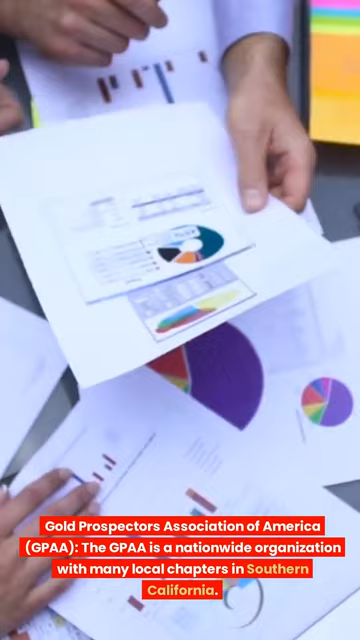 Gold Prospectors Association of America
(GPAA): The GPAA is a nationwide organization
with many local chapters in Southern
California.